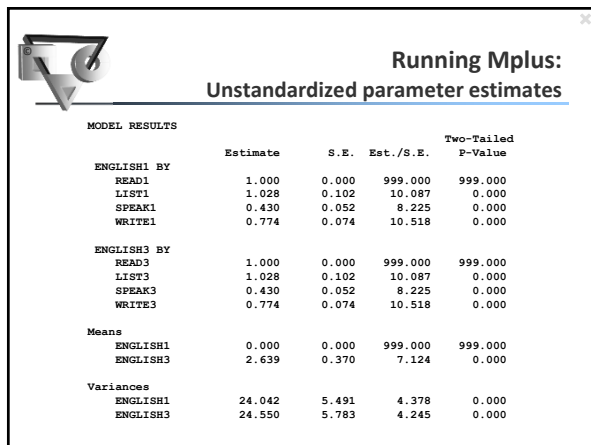 ©
Running Mplus:
Unstandardized parameter estimates
MODEL RESULTS
Two-Tailed
Estimate S.E. Est./S.E. P-Value
ENGLISH1 BY
READ1 1.000 0.000 999.000 999.000
LIST1 1.028 0.102 10.087 0.000
SPEAK1 0.430 0.052 8.225 0.000
WRITE1 0.774 0.074 10.518 0.000
ENGLISH3 BY
READ3 1.000 0.000 999.000 999.000
LIST3 1.028 0.102 10.087 0.000
SPEAK3 0.430 0.052 8.225 0.000
WRITE3 0.774 0.074 10.518 0.000
Means
ENGLISH1 0.000 0.000 999.000 999.000
ENGLISH3 2.639 0.370 7.124 0.000
Variances
ENGLISH1 24.042 5.491 4.378 0.000
ENGLISH3 24.550 5.783 4.245 0.000